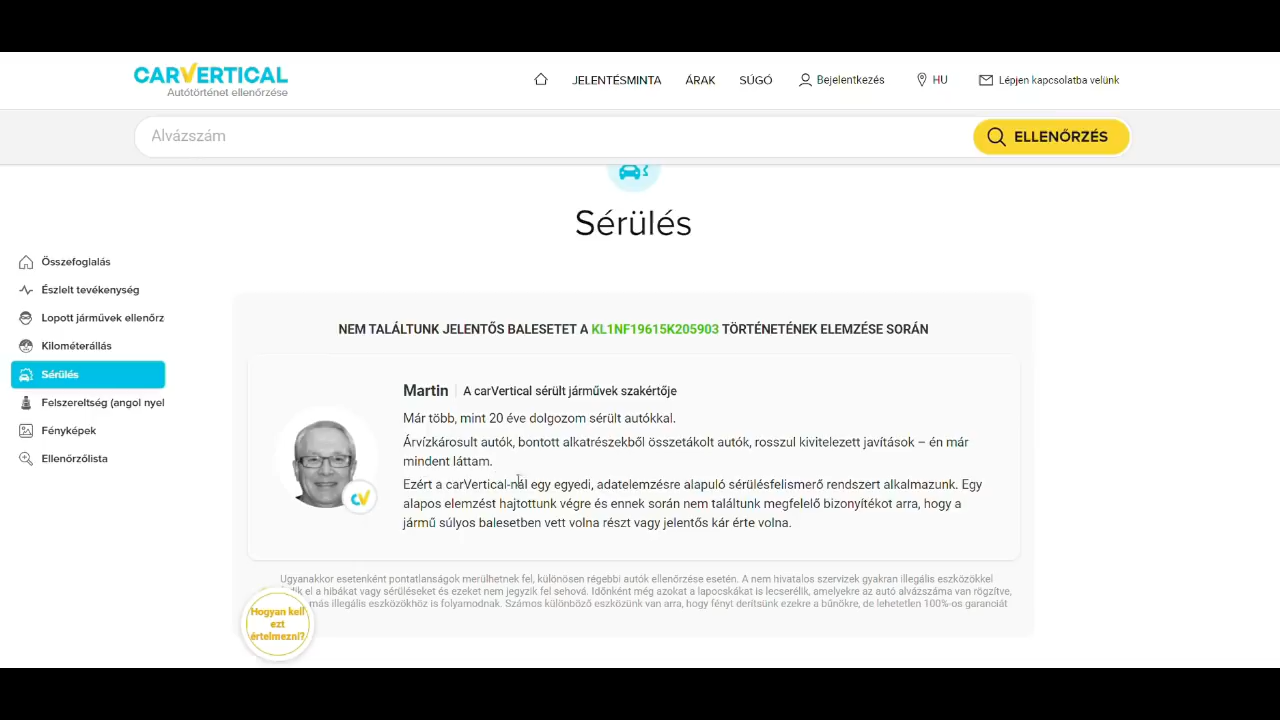 CARVERTICAL
Autótörténet ellenőrzése
JELENTÉSMINTA
ÁRAK
SÚGÓ
Bejelentkezés
HU
Lépjen kapcsolatba velünk
Alvázszám
ELLENŐRZÉS
Sérülés
Összefoglalás
Észlelt tevékenység
Lopott járművek ellenőrz
Kilométerállás
Sérülés
Felszereltség (angol nyel
Fényképek
Ellenőrzőlista
NEM TALÁLTUNK JELENTŐS BALESETET A KL1NF19615K205903 TÖRTÉNETÉNEK ELEMZÉSE SORÁN
Martin | A carVertical sérült járművek szakértője
Már több, mint 20 éve dolgozom sérült autókkal.
Árvízkárosult autók, bontott alkatrészekből összetákolt autók, rosszul kivitelezett javítások – én már
mindent láttam.
Ezért a carVertical-nál egy egyedi, adatelemzésre alapuló sérülésfelismerő rendszert alkalmazunk. Egy
alapos elemzést hajtottunk végre és ennek során nem találtunk megfelelő bizonyítékot arra, hogy a
jármű súlyos balesetben vett volna részt vagy jelentős kár érte volna.
cV
Ugyanakkor esetenként pontatlanságok merülhetnek fel, különösen régebbi autók ellenőrzése esetén. A nem hivatalos szervizek gyakran illegális eszközökkel
el a hibákat vagy sérüléseket és ezeket nem jegyzik fel sehová. Időnként még azokat a lapocskákat is lecserélik, amelyekre az autó alvázszáma van rögzítve,
más illegális eszközökhöz is folyamodnak. Számos különböző eszközünk van arra, hogy fényt derítsünk ezekre a bűnökre, de lehetetlen 100%-os garanciát
Hogyan kell
ezt
értelmezni?